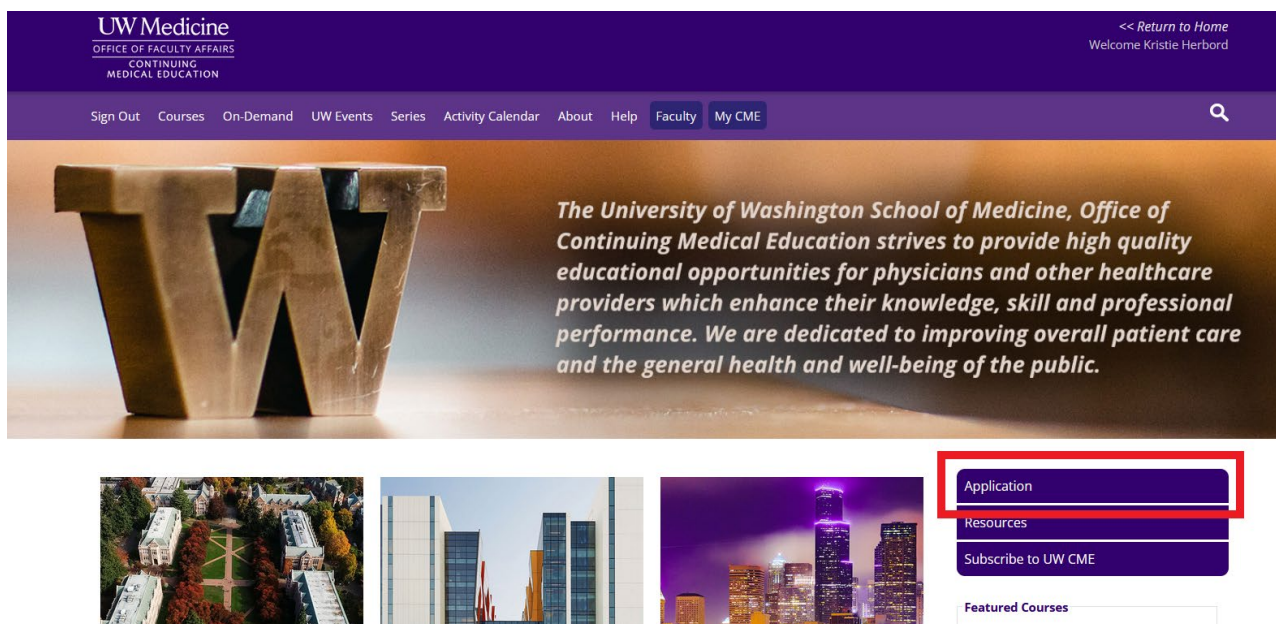 UW Medicine
OFFICE OF FACULTY AFFAIRS
CONTINUING
MEDICAL EDUCATION
<< Return to Home
Welcome Kristie Herbord
Sign Out Courses On-Demand UW Events Series Activity Calendar About Help Faculty My CME
The University of Washington School of Medicine, Office of
Continuing Medical Education strives to provide high quality
educational opportunities for physicians and other healthcare
providers which enhance their knowledge, skill and professional
performance. We are dedicated to improving overall patient care
and the general health and well-being of the public.
Application
Resources
Subscribe to UW CME
Featured Courses